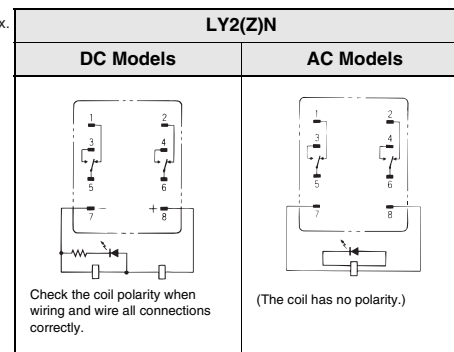 x.
LY2(Z)N
DC Models
AC Models
1 2
3 4
5 6
7 + 8
Check the coil polarity when
wiring and wire all connections
correctly.
1 2
3 4
5 6
7 8
(The coil has no polarity.)